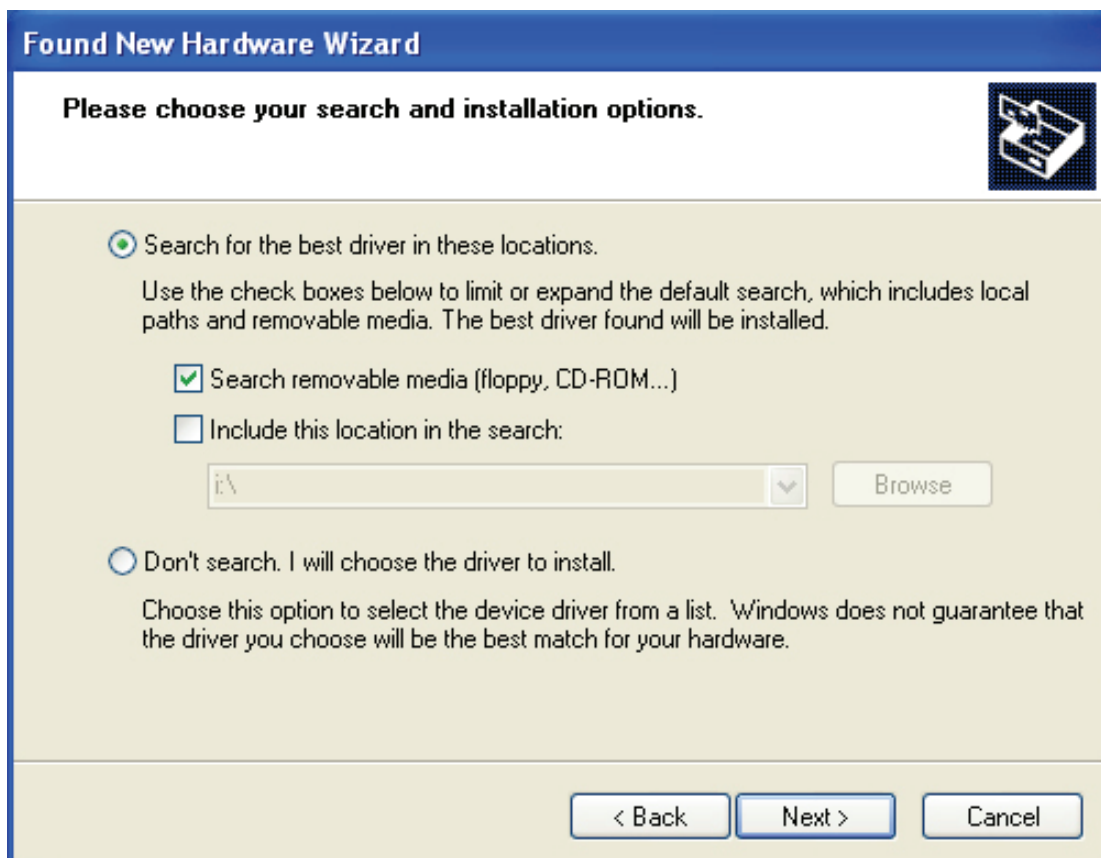 Found New Hardware Wizard
Please choose your search and installation options.
Search for the best driver in these locations.
Use the check boxes below to limit or expand the default search, which includes local
paths and removable media. The best driver found will be installed.
Search removable media (floppy, CD-ROM...)
Include this location in the search:
i:\
Browse
Don't search. I will choose the driver to install.
Choose this option to select the device driver from a list.  Windows does not guarantee that
the driver you choose will be the best match for your hardware.
< Back
Next >
Cancel